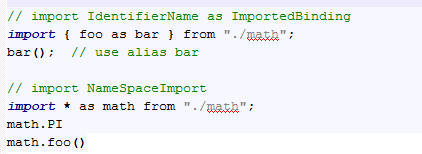 // import IdentifierName as ImportedBinding
import { foo as bar } from "./math";
bar();  // use alias bar

// import NameSpaceImport
import * as math from "./math";
math.PI
math.foo()